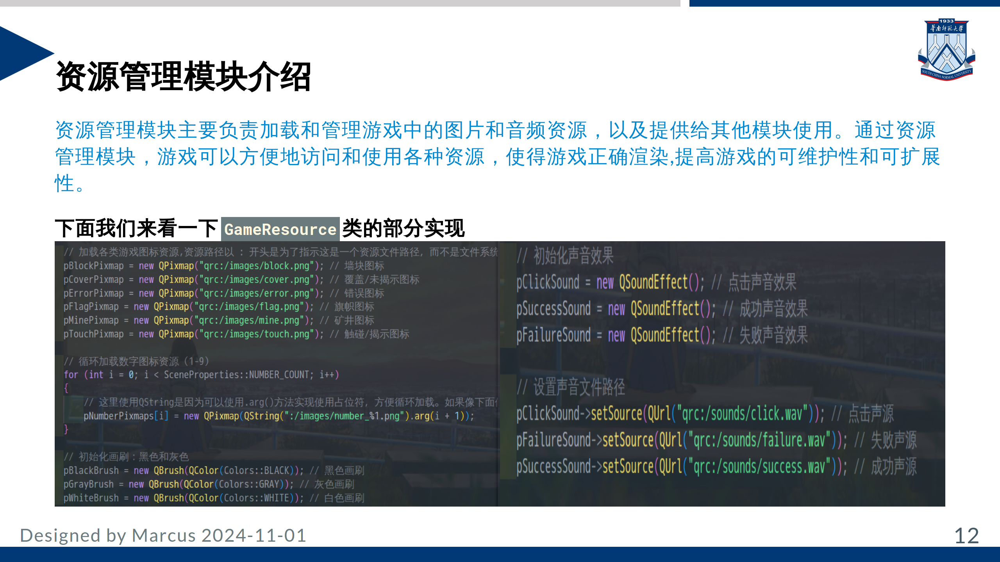 1933
华南师范大学
SOUTH CHINA NORMAL UNIVERSITY
资源管理模块介绍
资源管理模块主要负责加载和管理游戏中的图片和音频资源，以及提供给其他模块使用。通过资源
管理模块，游戏可以方便地访问和使用各种资源，使得游戏正确渲染,提高游戏的可维护性和可扩展
性。
下面我们来看一下 GameResource 类的部分实现
// 加载各类游戏图标资源,资源路径以 : 开头是为了指示这是一个资源文件路径, 而不是文件系统
pBlockPixmap = new QPixmap("qrc:/images/block.png"); // 墙块图标
pCoverPixmap = new QPixmap("qrc:/images/cover.png"); // 覆盖/未揭示图标
pErrorPixmap = new QPixmap("qrc:/images/error.png"); // 错误图标
pFlagPixmap = new QPixmap("qrc:/images/flag.png"); // 旗帜图标
pMinePixmap = new QPixmap("qrc:/images/mine.png"); // 矿井图标
pTouchPixmap = new QPixmap("qrc:/images/touch.png"); // 触碰/揭示图标
// 循环加载数字图标资源 (1-9)
for (int i = 0; i < SceneProperties::NUMBER_COUNT; i++)
{
// 这里使用QString是因为可以使用.arg()方法实现使用占位符, 方便循环加载。如果像下面
pNumberPixmaps[i] = new QPixmap(QString(":/images/number_%1.png").arg(i + 1));
}
// 初始化画刷：黑色和灰色
pBlackBrush = new QBrush(QColor(Colors::BLACK)); // 黑色画刷
pGrayBrush = new QBrush(QColor(Colors::GRAY)); // 灰色画刷
pWhiteBrush = new QBrush(QColor(Colors::WHITE)); // 白色画刷
// 初始化声音效果
pClickSound = new QSoundEffect(); // 点击声音效果
pSuccessSound = new QSoundEffect(); // 成功声音效果
pFailureSound = new QSoundEffect(); // 失败声音效果
// 设置声音文件路径
pClickSound->setSource(QUrl("qrc:/sounds/click.wav")); // 点击声源
pFailureSound->setSource(QUrl("qrc:/sounds/failure.wav")); // 失败声源
pSuccessSound->setSource(QUrl("qrc:/sounds/success.wav")); // 成功声源
Designed by Marcus 2024-11-01
12